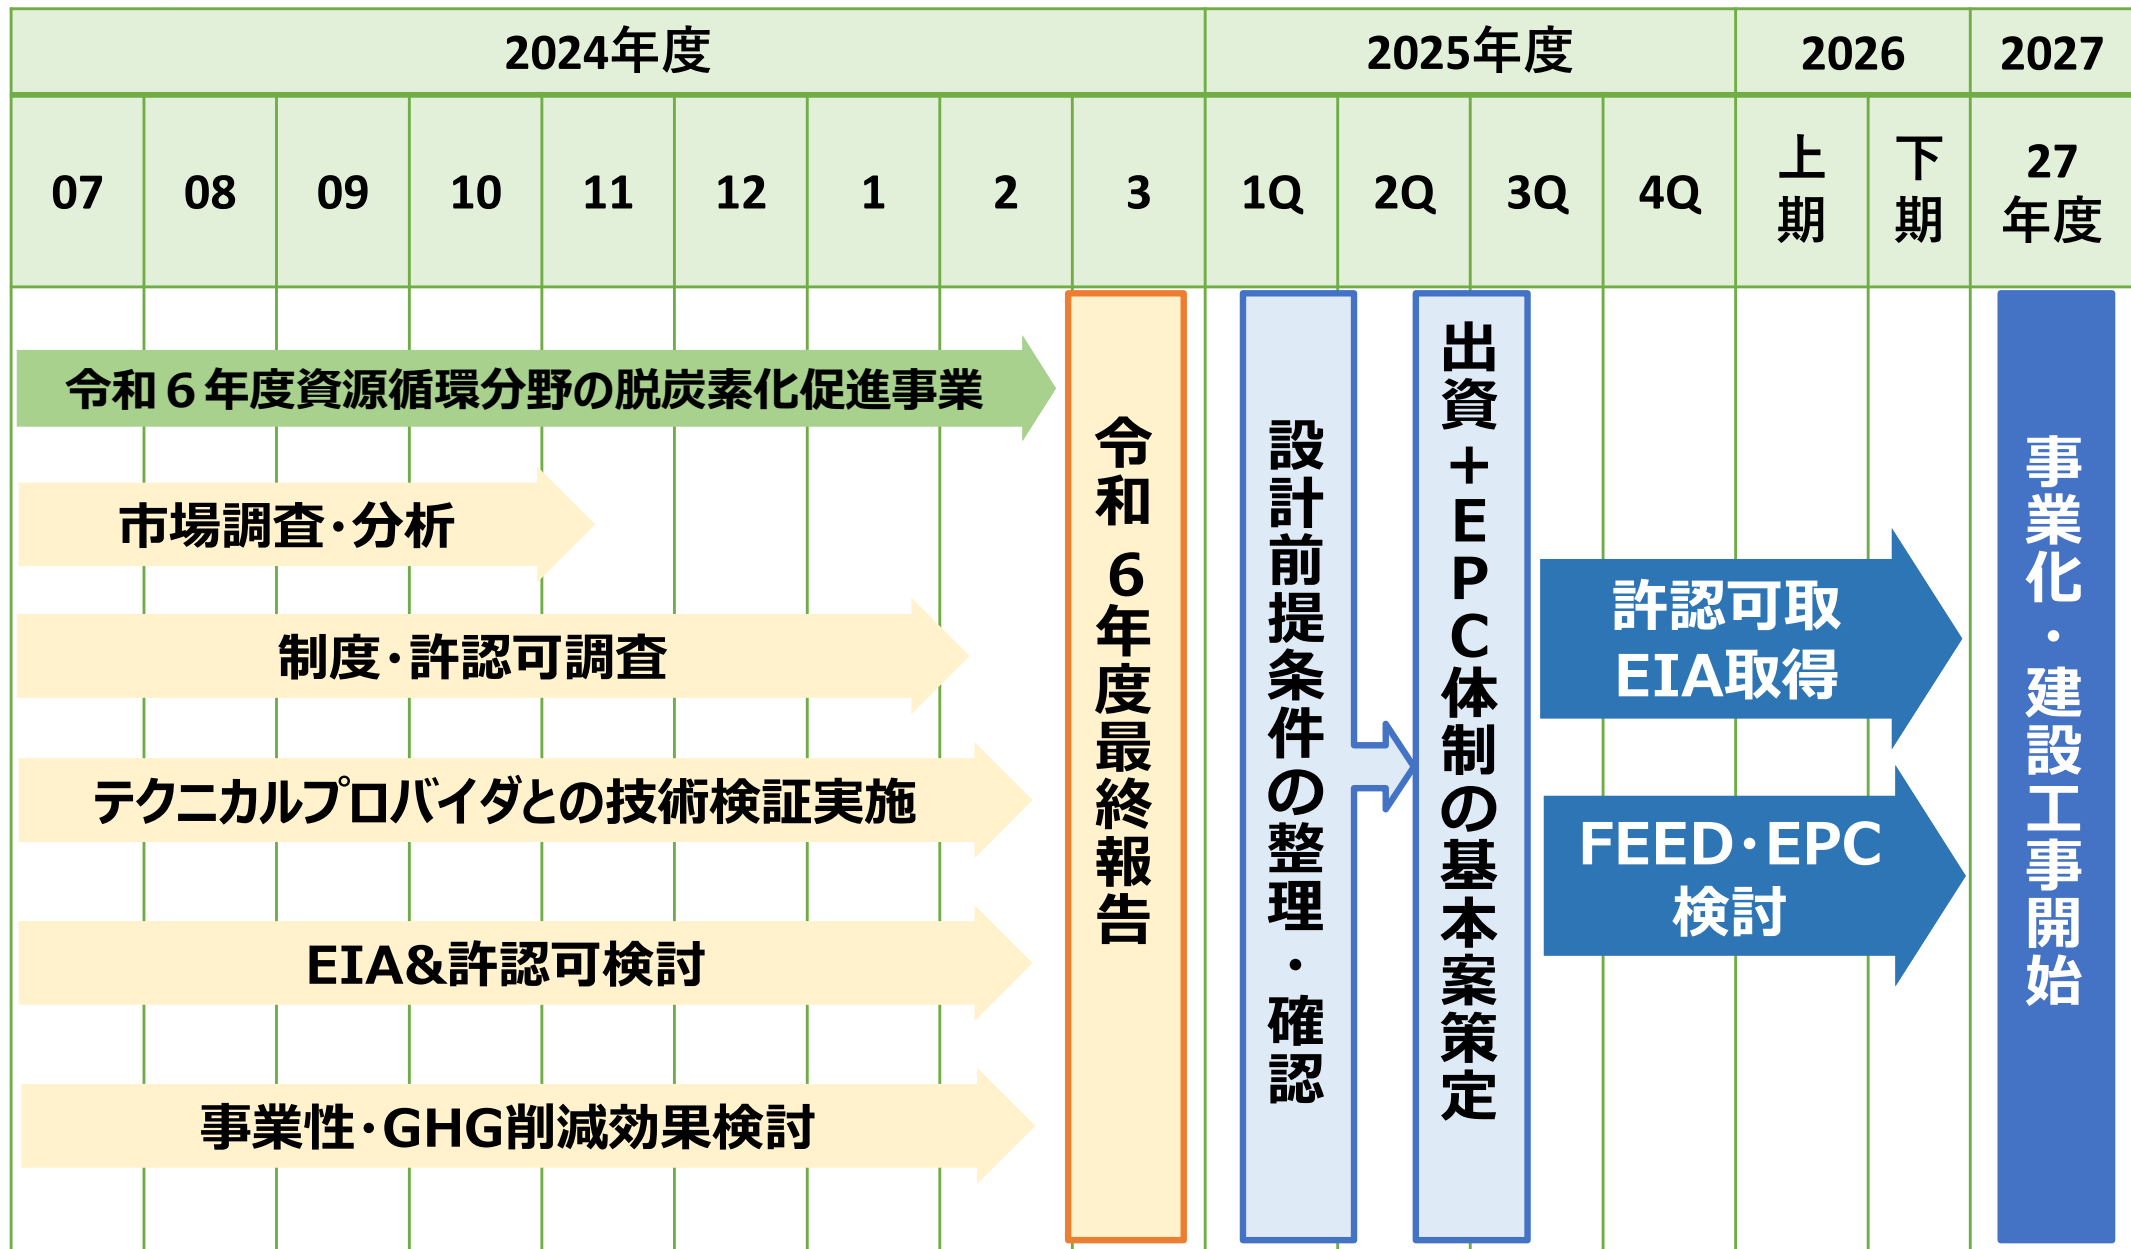 2024年度
2025年度
2026
2027
07
08
09
10
11
12
1
2
3
1Q
2Q
3Q
4Q
上
期
下
期
27
年度
令和６年度資源循環分野の脱炭素化促進事業
市場調査･分析
制度･許認可調査
テクニカルプロバイダとの技術検証実施
EIA&許認可検討
事業性･GHG削減効果検討
令和６年度最終報告
設計前提条件の整理・確認
出資＋ＥＰＣ体制の基本案策定
許認可取
EIA取得
FEED･EPC
検討
事業化・建設工事開始